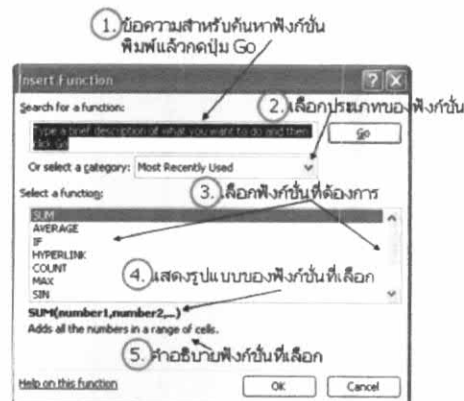 1. ข้อความสำหรับค้นหาฟังก์ชั่น
พิมพ์แล้วกดปุ่ม Go
Insert Function
Search for a function:
2. เลือกประเภทของฟังก์ชั่น
Type a brief description of what you want to do and then
click Go
Go
Or select a category: Most Recently Used
Select a function:
3. เลือกฟังก์ชั่นที่ต้องการ
SUM
AVERAGE
IF
HYPERLINK
COUNT
MAX
SIN
4. แสดงรูปแบบของฟังก์ชั่นที่เลือก
SUM(number1,number2,...)
Adds all the numbers in a range of cells.
5. คำอธิบายฟังก์ชั่นที่เลือก
Help on this function
OK
Cancel